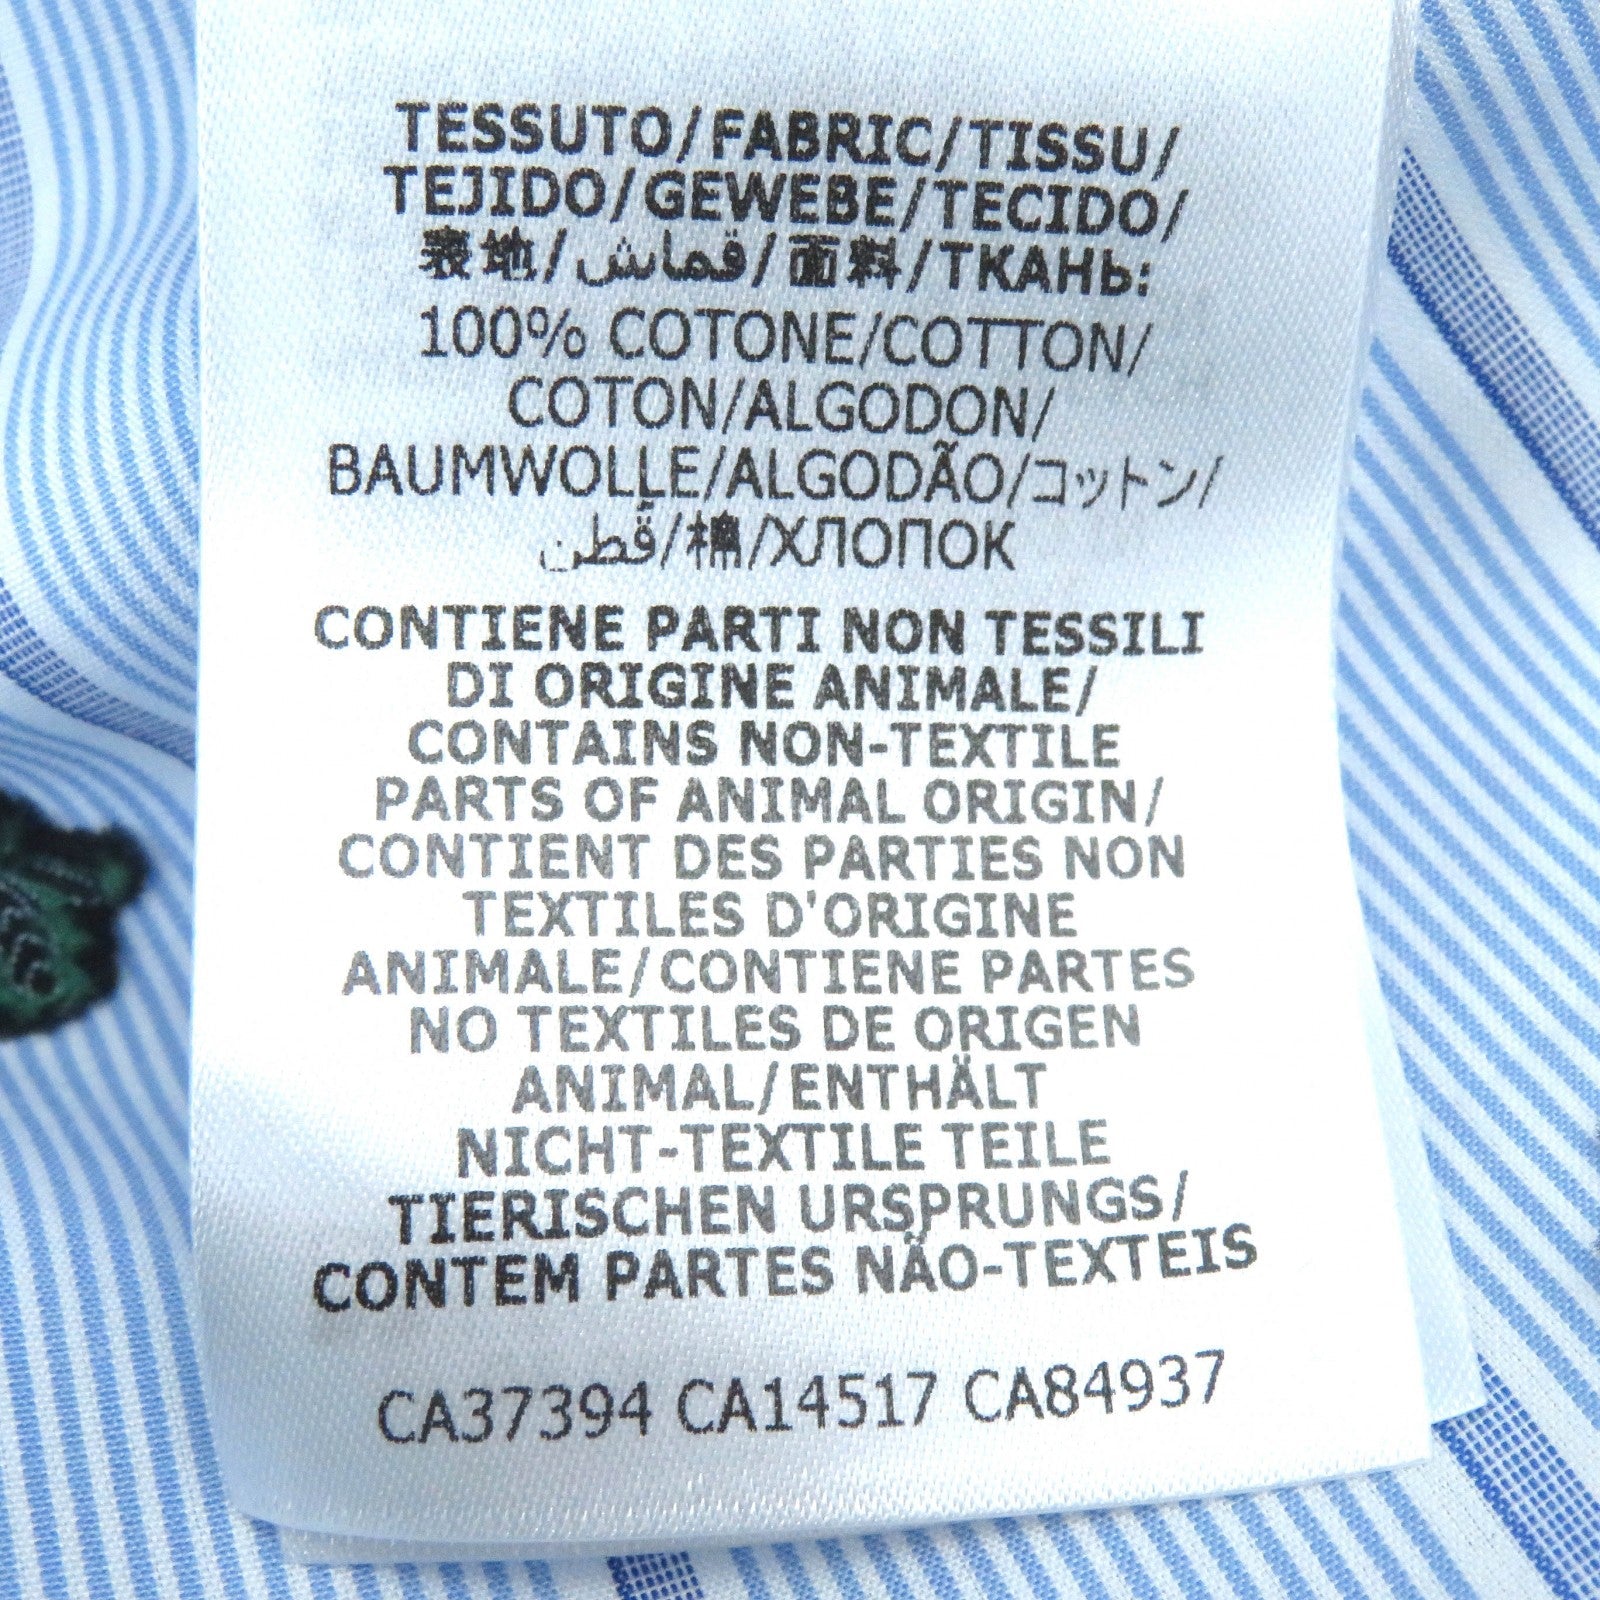 TESSUTO/FABRIC/TISSU/
TEJIDO/GEWEBE/TECIDO/
表地/قماش/面料/ТКАНЬ:
100% COTONE/COTTON/
COTON/ALGODON/
BAUMWOLLE/ALGODÃO/コットン/
قُطن/棉/ХЛОПОК
CONTIENE PARTI NON TESSILI
DI ORIGINE ANIMALE/
CONTAINS NON-TEXTILE
PARTS OF ANIMAL ORIGIN/
CONTIENT DES PARTIES NON
TEXTILES D'ORIGINE
ANIMALE/CONTIENE PARTES
NO TEXTILES DE ORIGEN
ANIMAL/ENTHÄLT
NICHT-TEXTILE TEILE
TIERISCHEN URSPRUNGS/
CONTEM PARTES NÃO-TEXTEIS
CA37394 CA14517 CA84937